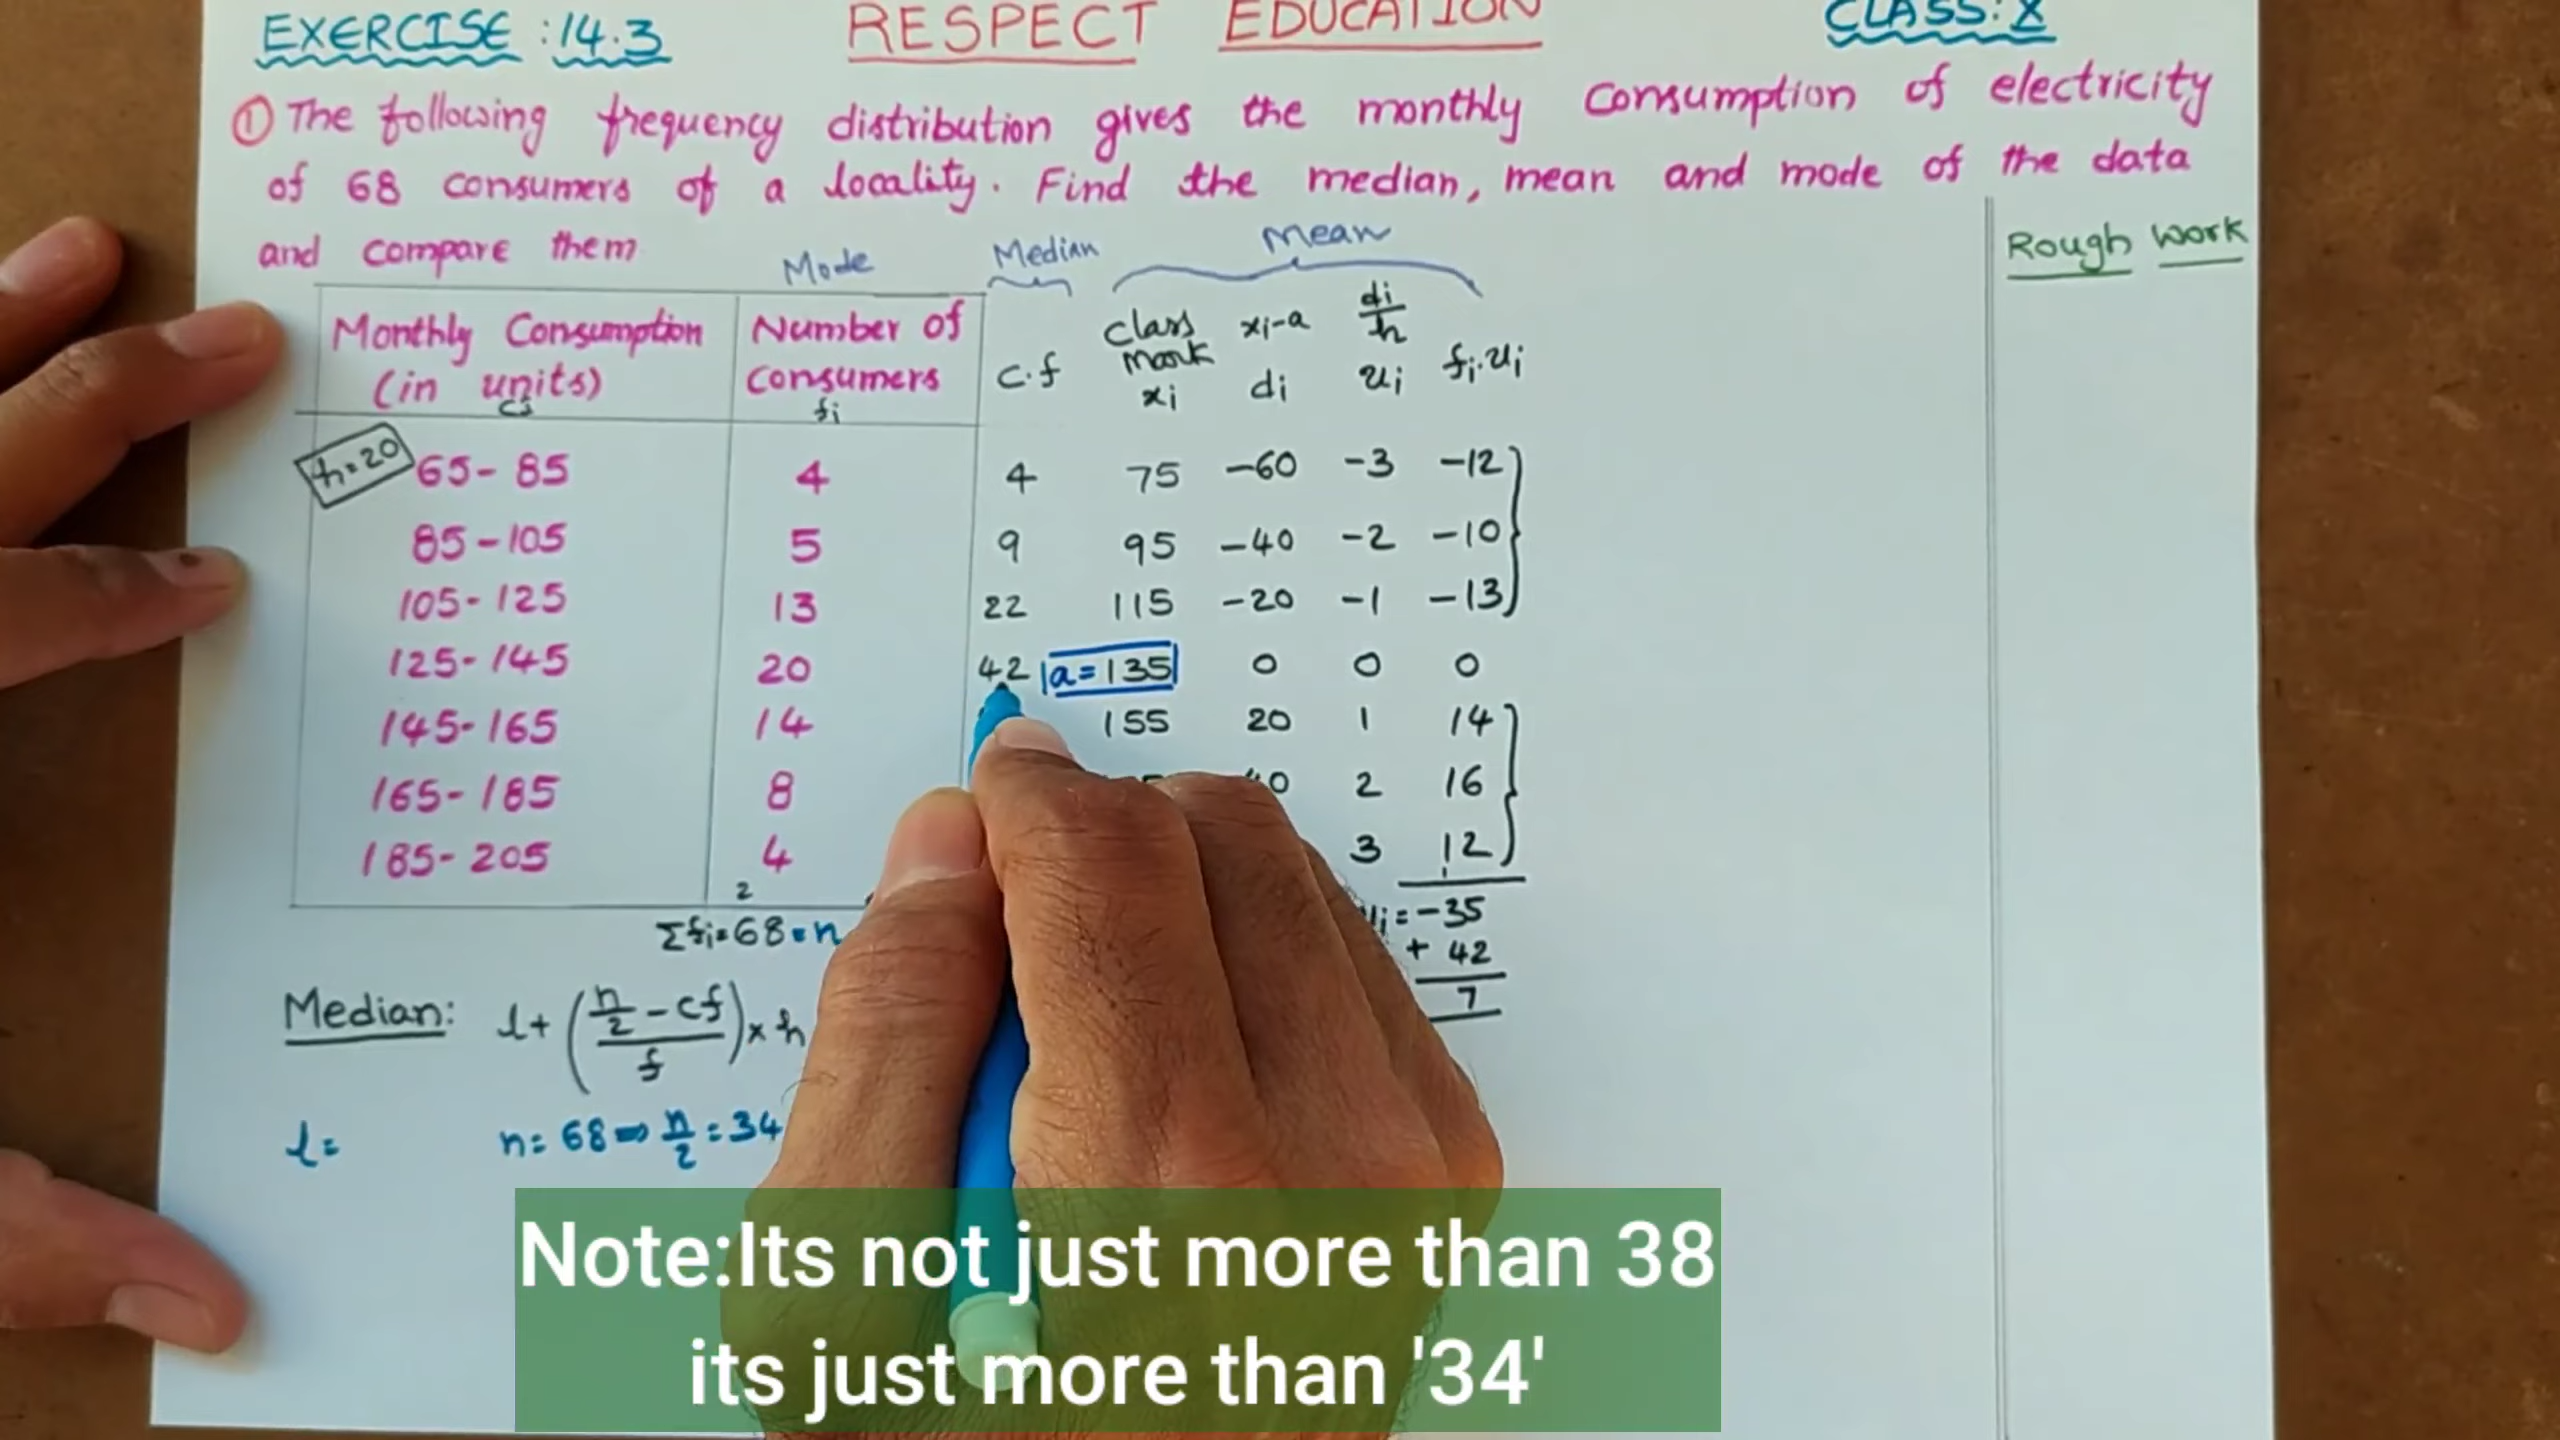 EXERCISE :14.3 RESPECT EDUCATION CLASS: X
① The following frequency distribution gives the monthly consumption of electricity
of 68 consumers of a locality. Find the median, mean and mode of the data
and compare them
Rough Work
Mode Median Mean
Monthly Consumption (in units) ci
Number of consumers fi
c.f
class mark xi
xi-a di
di/h ui
fi.ui
h=20
65-85 4 4 75 -60 -3 -12
85-105 5 9 95 -40 -2 -10
105-125 13 22 115 -20 -1 -13
125-145 20 42 a=135 0 0 0
145-165 14 155 20 1 14
165-185 8 2 16
185-205 4 3 12
2
Σfi=68=n
= -35
+ 42
7
Median: l+ (n/2 - cf / f) × h
l= n=68 ⇒ n/2 = 34
Note:Its not just more than 38
its just more than '34'